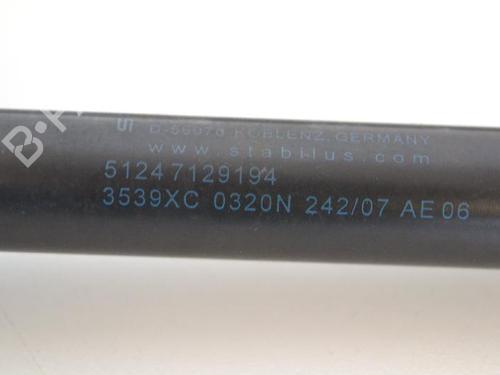 D-56070 KOBLENZ, GERMANY
www.stabilus.com
51247129194
3539XC 0320N 242/07 AE 06